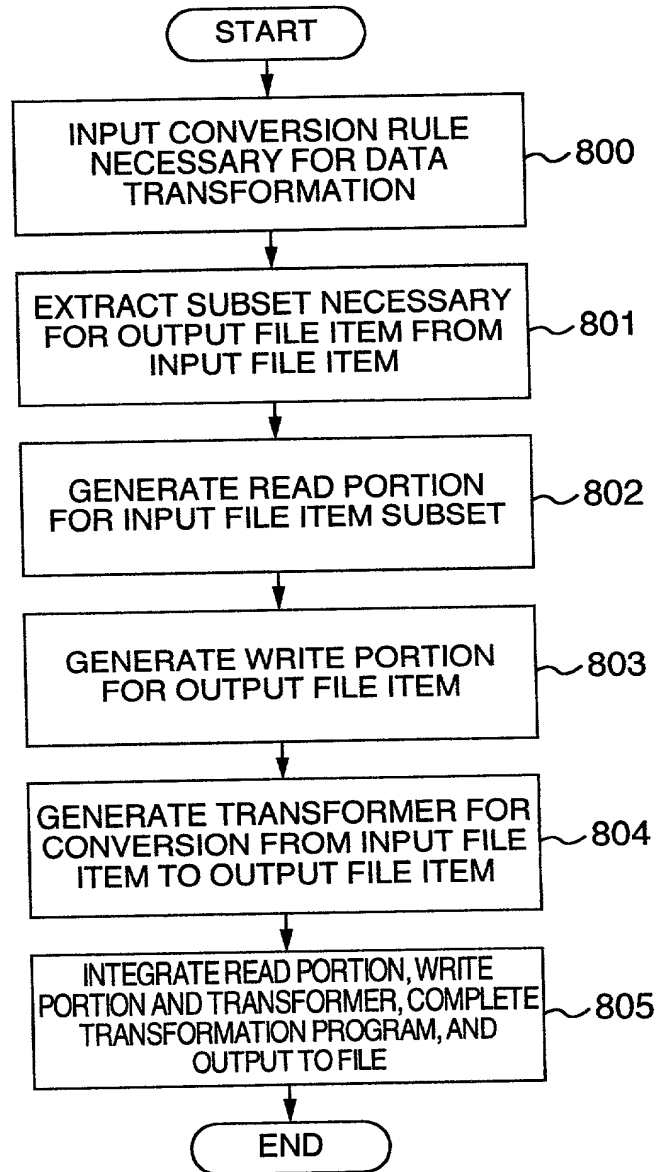 START
INPUT CONVERSION RULE
NECESSARY FOR DATA
TRANSFORMATION
800
EXTRACT SUBSET NECESSARY
FOR OUTPUT FILE ITEM FROM
INPUT FILE ITEM
801
GENERATE READ PORTION
FOR INPUT FILE ITEM SUBSET
802
GENERATE WRITE PORTION
FOR OUTPUT FILE ITEM
803
GENERATE TRANSFORMER FOR
CONVERSION FROM INPUT FILE
ITEM TO OUTPUT FILE ITEM
804
INTEGRATE READ PORTION, WRITE
PORTION AND TRANSFORMER, COMPLETE
TRANSFORMATION PROGRAM, AND
OUTPUT TO FILE
805
END